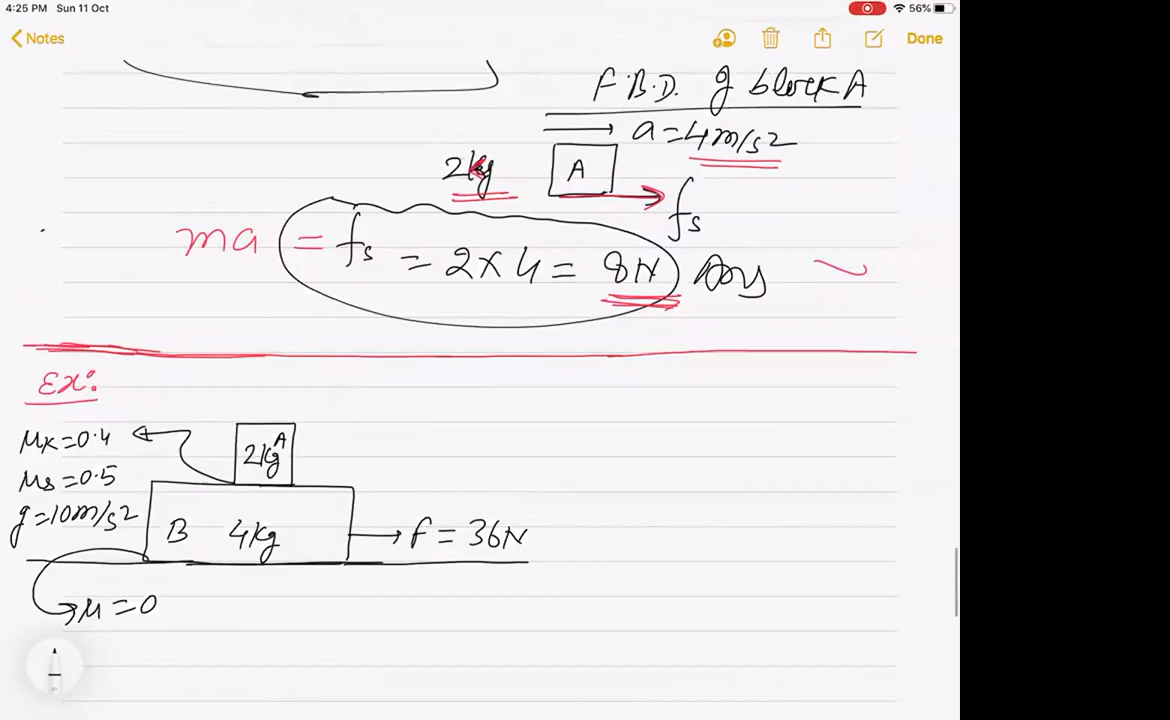 4:25 PM Sun 11 Oct
56%
Notes
Done
F.B.D. of block A
a = 4m/s2
2kg
A
fs
ma = fs = 2 × 4 = 8N Ans
Ex:
μK = 0.4
2kg A
μs = 0.5
g = 10m/s2
B 4kg
f = 36N
μ = 0